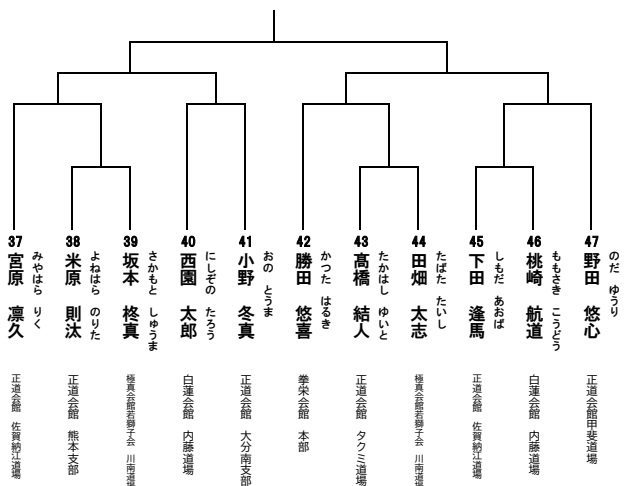 37
宮原 凛久
みやはら りく
正道会館 佐賀納江道場
38
米原 則汰
よねはら のりた
正道会館 熊本支部
39
坂本 柊真
さかもと しゅうま
極真会館若獅子会 川南道場
40
西園 太郎
にしぞの たろう
白蓮会館 内藤道場
41
小野 冬真
おの とうま
正道会館 大分南支部
42
勝田 悠喜
かつた はるき
拳栄会館 本部
43
髙橋 結人
たかはし ゆいと
正道会館 タクミ道場
44
田畑 太志
たばた たいし
極真会館若獅子会 川南道場
45
下田 逢馬
しもだ あおば
正道会館 佐賀納江道場
46
桃崎 航道
ももさき こうどう
白蓮会館 内藤道場
47
野田 悠心
のだ ゆうり
正道会館甲斐道場